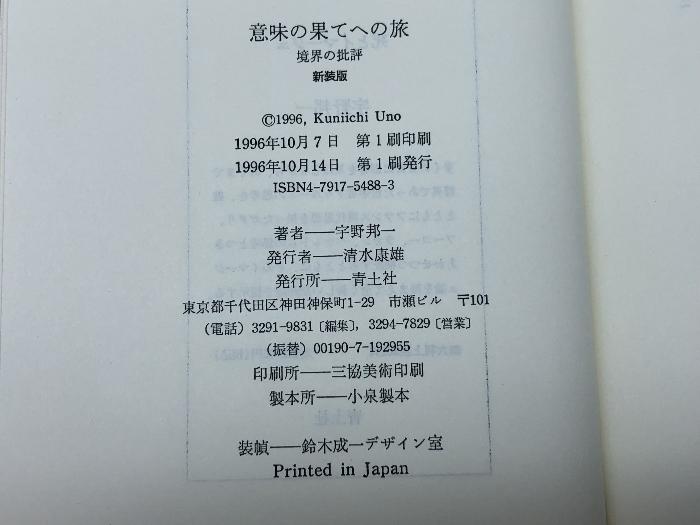 意味の果てへの旅
境界の批評
新装版
©1996, Kuniichi Uno
1996年10月7日 第1刷印刷
1996年10月14日 第1刷発行
ISBN4-7917-5488-3
著者——宇野邦一
発行者——清水康雄
発行所——青土社
東京都千代田区神田神保町1-29 市瀬ビル 〒101
(電話) 3291-9831〔編集〕, 3294-7829〔営業〕
(振替) 00190-7-192955
印刷所——三協美術印刷
製本所——小泉製本
装幀——鈴木成一デザイン室
Printed in Japan